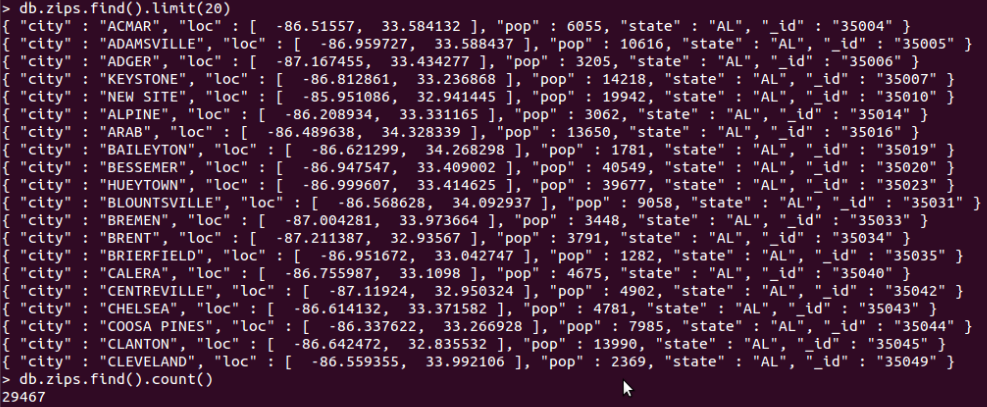 > db.zips.find().limit(20)
{ "city" : "ACMAR", "loc" : [  -86.51557,  33.584132 ], "pop" : 6055, "state" : "AL", "_id" : "35004" }
{ "city" : "ADAMSVILLE", "loc" : [  -86.959727,  33.588437 ], "pop" : 10616, "state" : "AL", "_id" : "35005" }
{ "city" : "ADGER", "loc" : [  -87.167455,  33.434277 ], "pop" : 3205, "state" : "AL", "_id" : "35006" }
{ "city" : "KEYSTONE", "loc" : [  -86.812861,  33.236868 ], "pop" : 14218, "state" : "AL", "_id" : "35007" }
{ "city" : "NEW SITE", "loc" : [  -85.951086,  32.941445 ], "pop" : 19942, "state" : "AL", "_id" : "35010" }
{ "city" : "ALPINE", "loc" : [  -86.208934,  33.331165 ], "pop" : 3062, "state" : "AL", "_id" : "35014" }
{ "city" : "ARAB", "loc" : [  -86.489638,  34.328339 ], "pop" : 13650, "state" : "AL", "_id" : "35016" }
{ "city" : "BAILEYTON", "loc" : [  -86.621299,  34.268298 ], "pop" : 1781, "state" : "AL", "_id" : "35019" }
{ "city" : "BESSEMER", "loc" : [  -86.947547,  33.409002 ], "pop" : 40549, "state" : "AL", "_id" : "35020" }
{ "city" : "HUEYTOWN", "loc" : [  -86.999607,  33.414625 ], "pop" : 39677, "state" : "AL", "_id" : "35023" }
{ "city" : "BLOUNTSVILLE", "loc" : [  -86.568628,  34.092937 ], "pop" : 9058, "state" : "AL", "_id" : "35031" }
{ "city" : "BREMEN", "loc" : [  -87.004281,  33.973664 ], "pop" : 3448, "state" : "AL", "_id" : "35033" }
{ "city" : "BRENT", "loc" : [  -87.211387,  32.93567 ], "pop" : 3791, "state" : "AL", "_id" : "35034" }
{ "city" : "BRIERFIELD", "loc" : [  -86.951672,  33.042747 ], "pop" : 1282, "state" : "AL", "_id" : "35035" }
{ "city" : "CALERA", "loc" : [  -86.755987,  33.1098 ], "pop" : 4675, "state" : "AL", "_id" : "35040" }
{ "city" : "CENTREVILLE", "loc" : [  -87.11924,  32.950324 ], "pop" : 4902, "state" : "AL", "_id" : "35042" }
{ "city" : "CHELSEA", "loc" : [  -86.614132,  33.371582 ], "pop" : 4781, "state" : "AL", "_id" : "35043" }
{ "city" : "COOSA PINES", "loc" : [  -86.337622,  33.266928 ], "pop" : 7985, "state" : "AL", "_id" : "35044" }
{ "city" : "CLANTON", "loc" : [  -86.642472,  32.835532 ], "pop" : 13990, "state" : "AL", "_id" : "35045" }
{ "city" : "CLEVELAND", "loc" : [  -86.559355,  33.992106 ], "pop" : 2369, "state" : "AL", "_id" : "35049" }
> db.zips.find().count()
29467